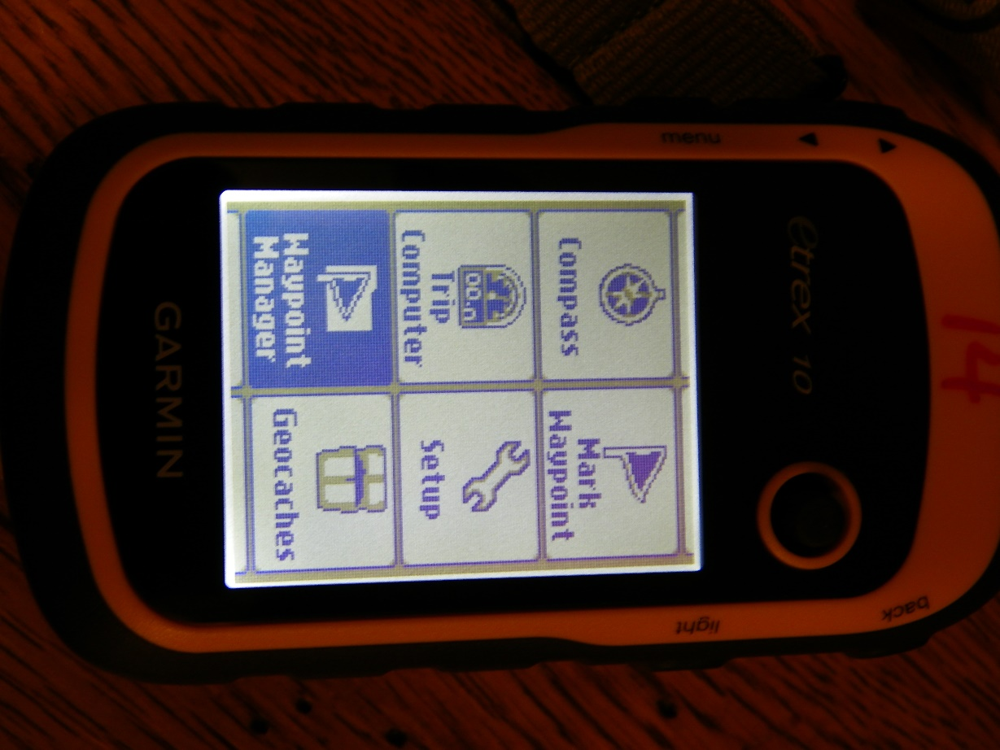 14
etrex 10
menu
back
light
Compass
Mark
Waypoint
Trip
Computer
Setup
Waypoint
Manager
Geocaches
GARMIN